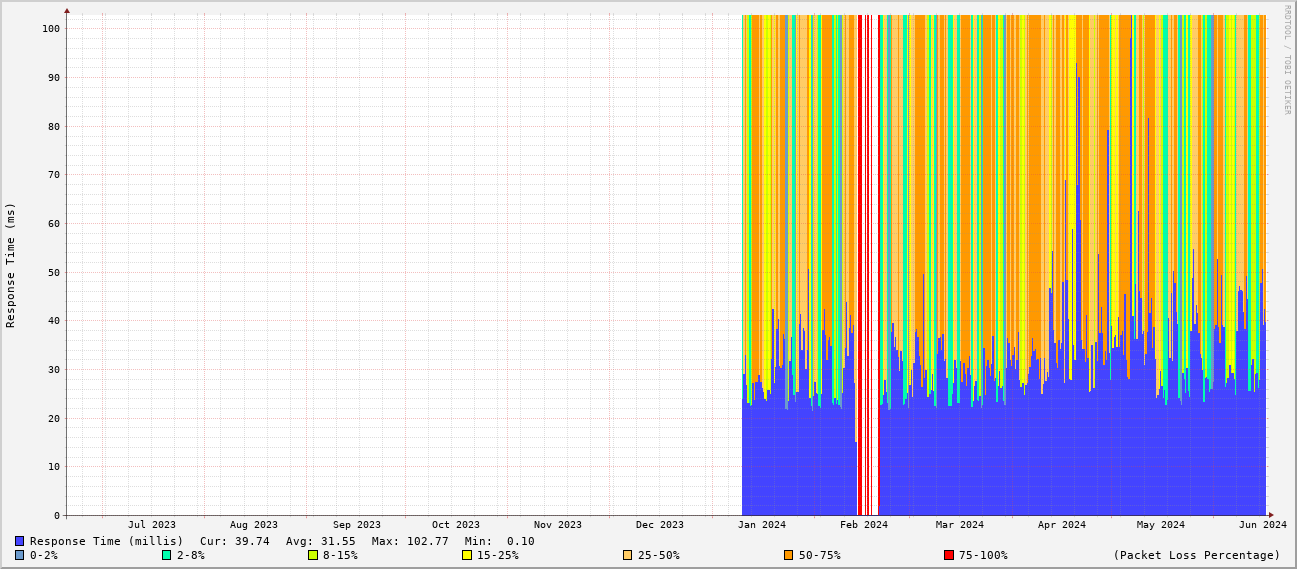 RRDTOOL / TOBI OETIKER
Response Time (ms)
100
90
80
70
60
50
40
30
20
10
0
Jul 2023 Aug 2023 Sep 2023 Oct 2023 Nov 2023 Dec 2023 Jan 2024 Feb 2024 Mar 2024 Apr 2024 May 2024 Jun 2024
Response Time (millis) Cur: 39.74 Avg: 31.55 Max: 102.77 Min: 0.10
0-2% 2-8% 8-15% 15-25% 25-50% 50-75% 75-100% (Packet Loss Percentage)